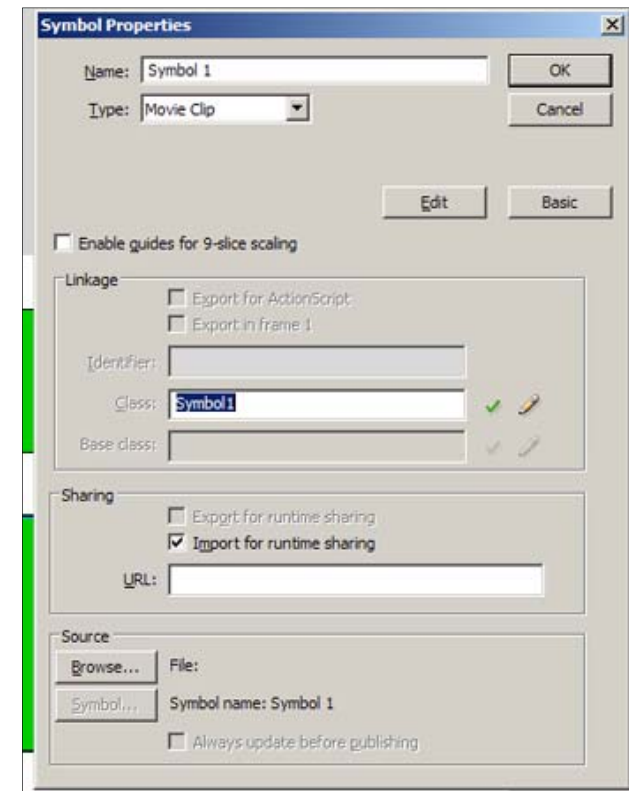 Symbol Properties
Name: Symbol 1
OK
Type: Movie Clip
Cancel
Edit
Basic
Enable guides for 9-slice scaling
Linkage
Export for ActionScript
Export in frame 1
Identifier:
Class: Symbol1
Base class:
Sharing
Export for runtime sharing
Import for runtime sharing
URL:
Source
Browse... File:
Symbol... Symbol name: Symbol 1
Always update before publishing